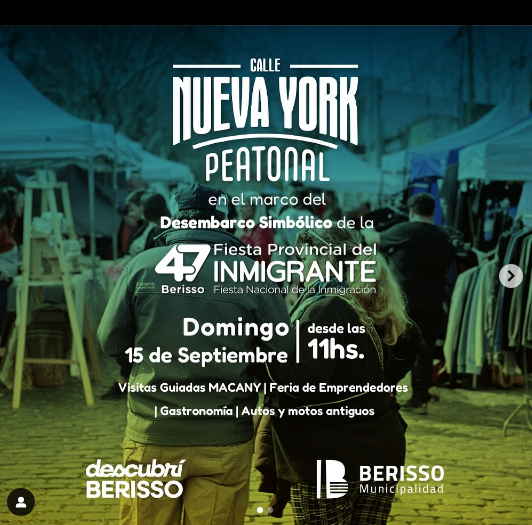 CALLE
NUEVA YORK
PEATONAL
en el marco del
Desembarco Simbólico de la
47 Fiesta Provincial del
INMIGRANTE
Berisso Fiesta Nacional de la Inmigración
Domingo
15 de Septiembre
desde las
11hs.
Visitas Guiadas MACANY | Feria de Emprendedores
| Gastronomía | Autos y motos antiguos
descubrí
BERISSO
BERISSO
Municipalidad